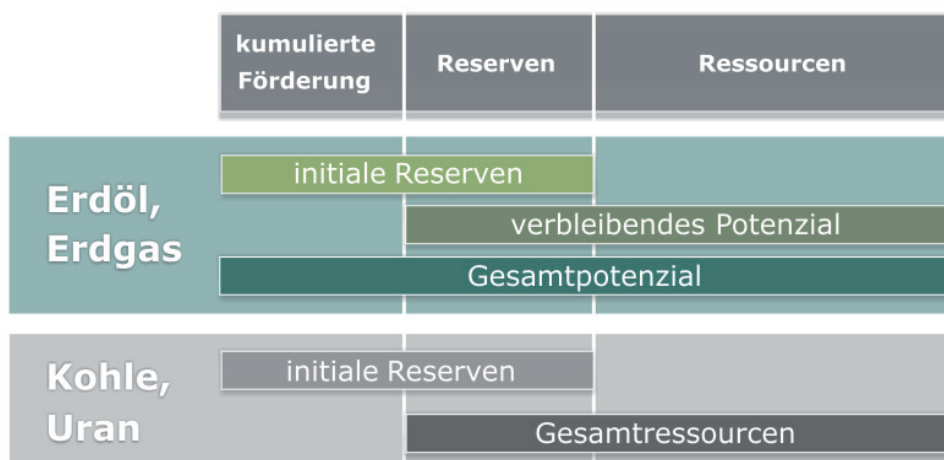 kumulierte
Förderung
Reserven
Ressourcen
Erdöl,
Erdgas
initiale Reserven
verbleibendes Potenzial
Gesamtpotenzial
Kohle,
Uran
initiale Reserven
Gesamtressourcen